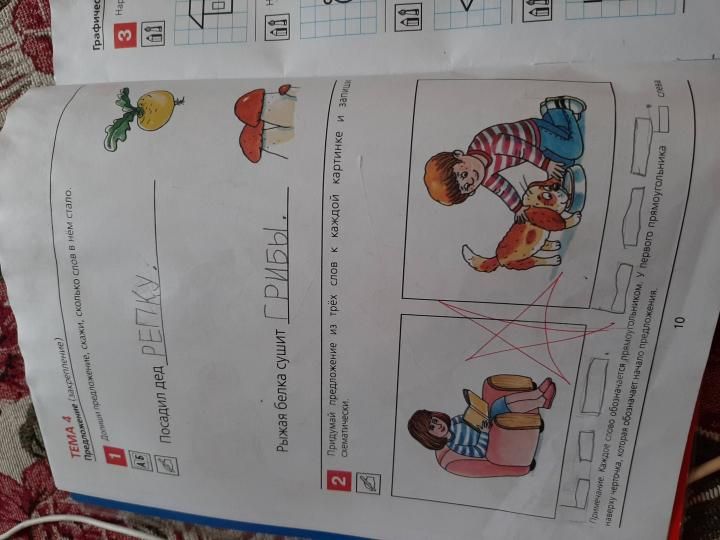 ТЕМА 4
Предложение (закрепление)
1 Допиши предложение, скажи, сколько слов в нём стало.
АБ
Посадил дед РЕПКУ.
Рыжая белка сушит ГРИБЫ.
2 Придумай предложение из трёх слов к каждой картинке и запиши
схематически.
Примечание. Каждое слово обозначается прямоугольником. У первого прямоугольника слева
наверху чёрточка, которая обозначает начало предложения.
10
Графичес
3